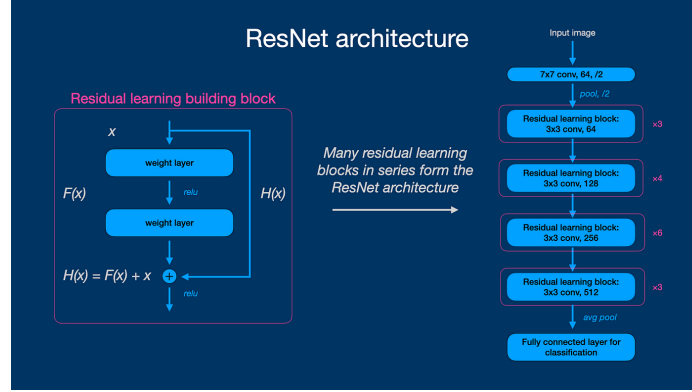 ResNet architecture
Residual learning building block
x
weight layer
F(x)
relu
H(x)
weight layer
H(x) = F(x) + x
+
relu
Many residual learning
blocks in series form the
ResNet architecture
Input image
7x7 conv, 64, /2
pool, /2
Residual learning block:
3x3 conv, 64
×3
Residual learning block:
3x3 conv, 128
×4
Residual learning block:
3x3 conv, 256
×6
Residual learning block:
3x3 conv, 512
×3
avg pool
Fully connected layer for
classification